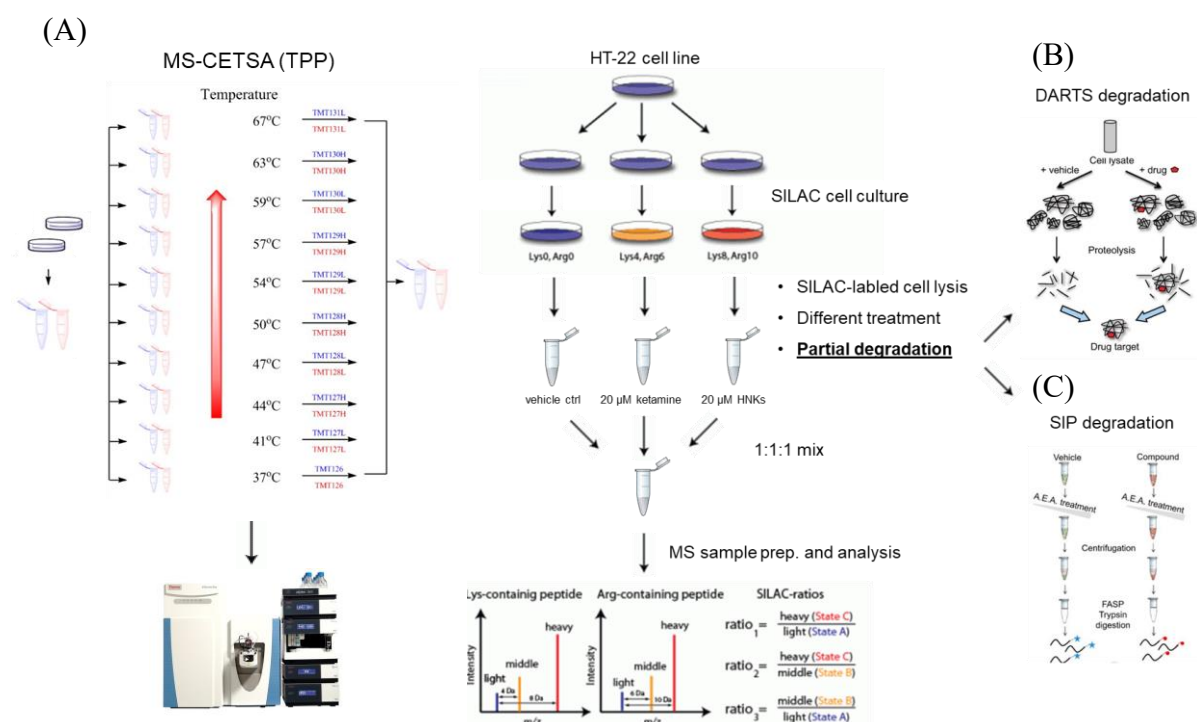 (A)
MS-CETSA (TPP)
Temperature
67°C
TMT131L
TMT131L
63°C
TMT130H
TMT130H
59°C
TMT130L
TMT130L
57°C
TMT129H
TMT129H
54°C
TMT129L
TMT129L
50°C
TMT128H
TMT128H
47°C
TMT128L
TMT128L
44°C
TMT127H
TMT127H
41°C
TMT127L
TMT127L
37°C
TMT126
TMT126
HT-22 cell line
SILAC cell culture
Lys0, Arg0
Lys4, Arg6
Lys8, Arg10
• SILAC-labled cell lysis
• Different treatment
• Partial degradation
vehicle ctrl
20 µM ketamine
20 µM HNKs
1:1:1 mix
MS sample prep. and analysis
Lys-containig peptide
Intensity
light
middle
heavy
4 Da
8 Da
m/z
Arg-containing peptide
Intensity
light
middle
heavy
6 Da
10 Da
m/z
SILAC-ratios
ratio1 = heavy (State C)
light (State A)
ratio2 = heavy (State C)
middle (State B)
ratio3 = middle (State B)
light (State A)
(B)
DARTS degradation
Cell lysate
+ vehicle
+ drug
Proteolysis
Drug target
(C)
SIP degradation
Vehicle
Compound
A.E.A. treatment
A.E.A. treatment
Centrifugation
FASP
Trypsin
digestion